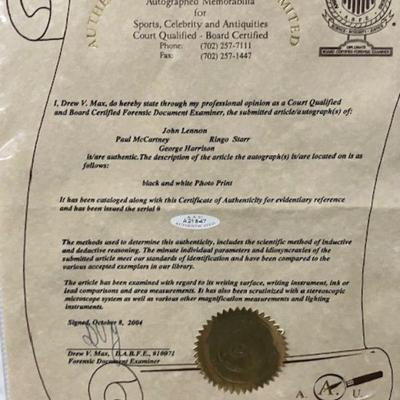 AUTHE UNLIMITED
Autographed Memorabilia
for
Sports, Celebrity and Antiquities
Court Qualified - Board Certified
Phone: (702) 257-7111
Fax: (702) 257-1447
I, Drew V. Max, do hereby state through my professional opinion as a Court Qualified
and Board Certified Forensic Document Examiner, the submitted article/autograph(s) of:
John Lennon
Paul McCartney Ringo Starr
George Harrison
is/are authentic. The description of the article the autograph(s) is/are located on is as
follows:
black and white Photo Print
It has been cataloged along with this Certificate of Authenticity for evidentiary reference
and has been issued the serial #
A.A.U.
A21847
The methods used to determine this authenticity, includes the scientific method of inductive
and deductive reasoning. The minute individual parameters and idiosyncrasies of the
submitted article meet our standards of identification and have been compared to the
various accepted exemplars in our library.
The article has been examined with regard to its writing surface, writing instrument, ink or
lead comparisons and area measurements. It has also been scrutinized with a stereoscopic
microscope system as well as various other magnification measurements and lighting
instruments.
Signed, October 8, 2004
Drew V. Max, D.A.B.F.E., #10971
Forensic Document Examiner
A. A. U.